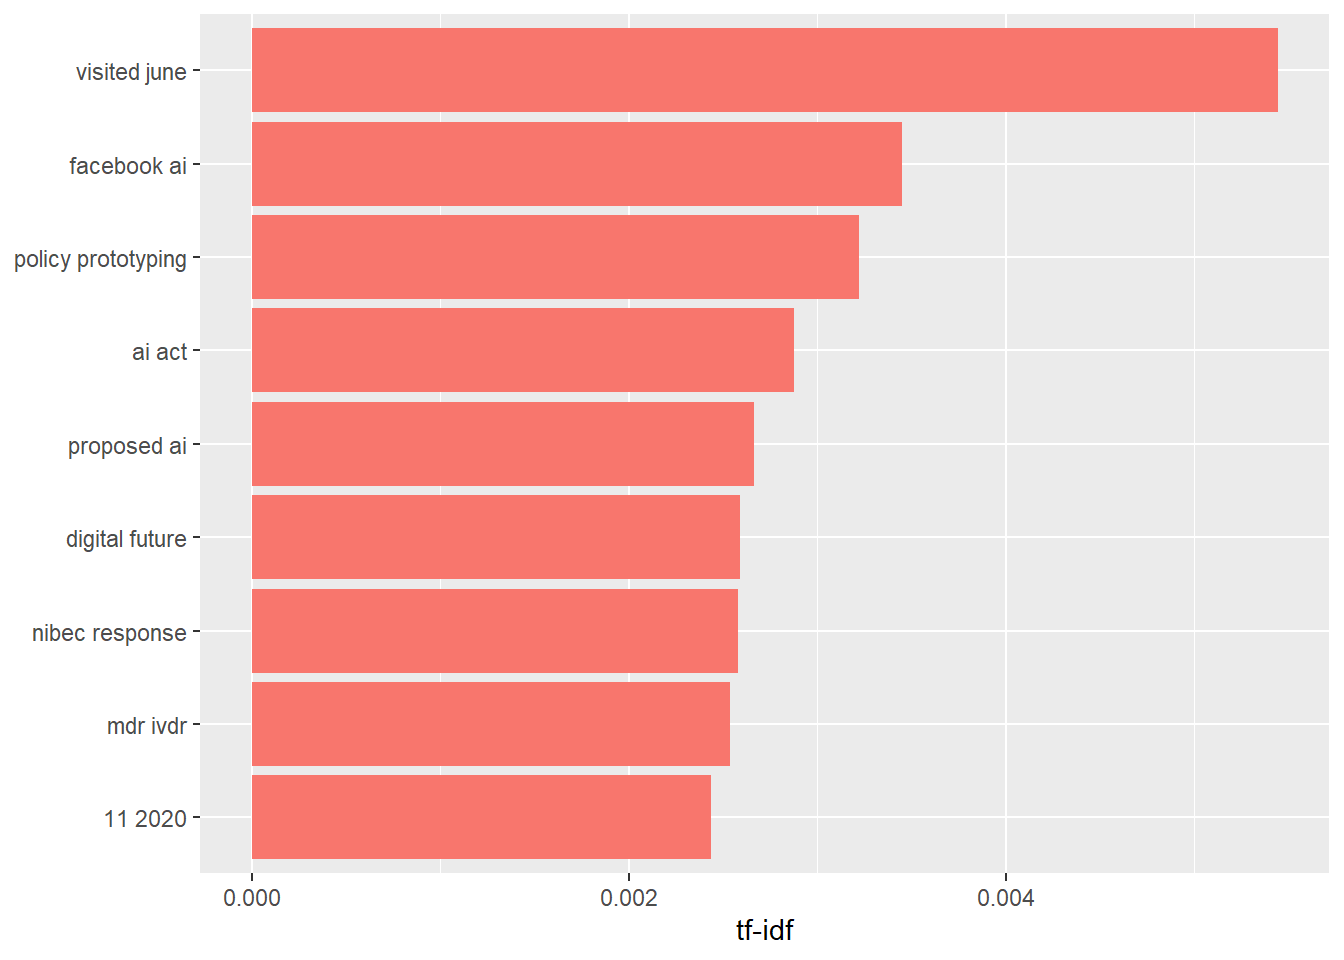 visited june
facebook ai
policy prototyping
ai act
proposed ai
digital future
nibec response
mdr ivdr
11 2020
0.000 0.002 0.004
tf-idf